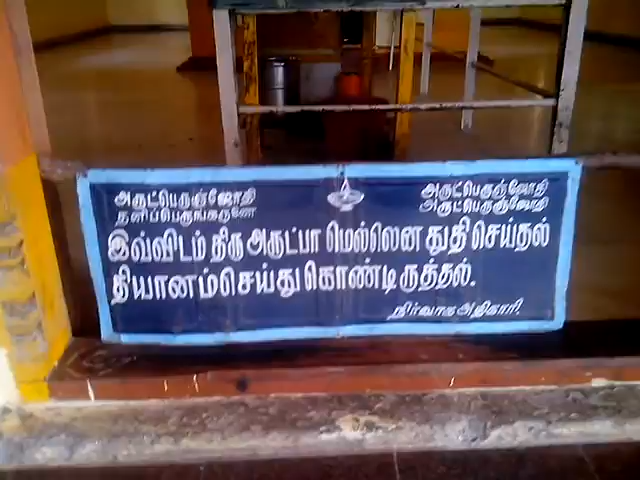 அருட்பெருஞ்ஜோதி அருட்பெருஞ்ஜோதி
தனிப்பெருங்கருணை அருட்பெருஞ்ஜோதி
இவ்விடம் திரு அருட்பா மெல்லென துதி செய்தல்
தியானம்செய்து கொண்டிருத்தல்.
நிர்வாக அதிகாரி.